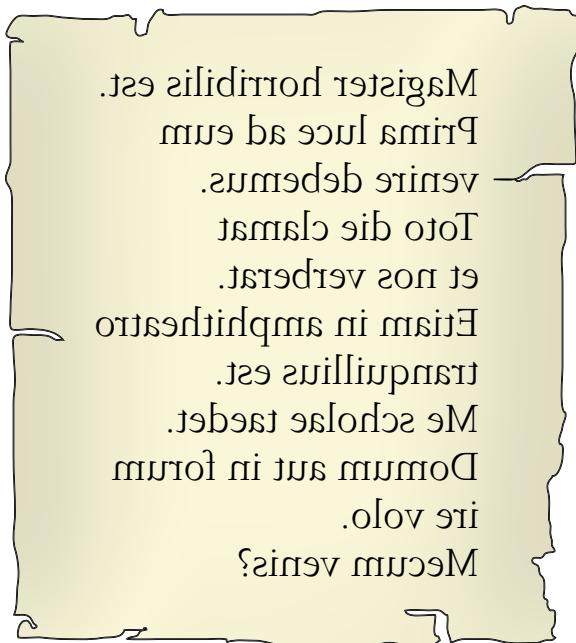 Magister horribilis est.
Prima luce ad eum
venire debemus.
Toto die clamat
et nos verberat.
Etiam in amphitheatro
tranquillius est.
Me scholae taedet.
Domum aut in forum
ire volo.
Mecum venis?